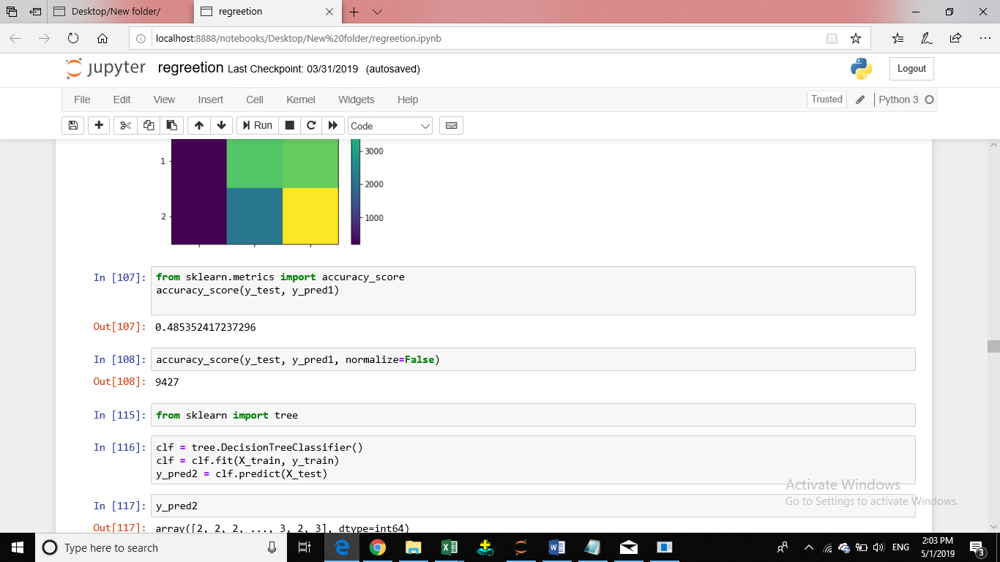 Desktop/New folder/
regreetion
localhost:8888/notebooks/Desktop/New%20folder/regreetion.ipynb
jupyter regreetion Last Checkpoint: 03/31/2019 (autosaved)
Logout
File Edit View Insert Cell Kernel Widgets Help
Trusted
Python 3
Run
Code
1
2
3000
2000
1000
In [107]: from sklearn.metrics import accuracy_score
accuracy_score(y_test, y_pred1)
Out[107]: 0.485352417237296
In [108]: accuracy_score(y_test, y_pred1, normalize=False)
Out[108]: 9427
In [115]: from sklearn import tree
In [116]: clf = tree.DecisionTreeClassifier()
clf = clf.fit(X_train, y_train)
y_pred2 = clf.predict(X_test)
In [117]: y_pred2
Out[117]: array([2, 2, 2, ..., 3, 2, 3], dtype=int64)
Activate Windows
Go to Settings to activate Windows.
Type here to search
ENG
2:03 PM
5/1/2019
3